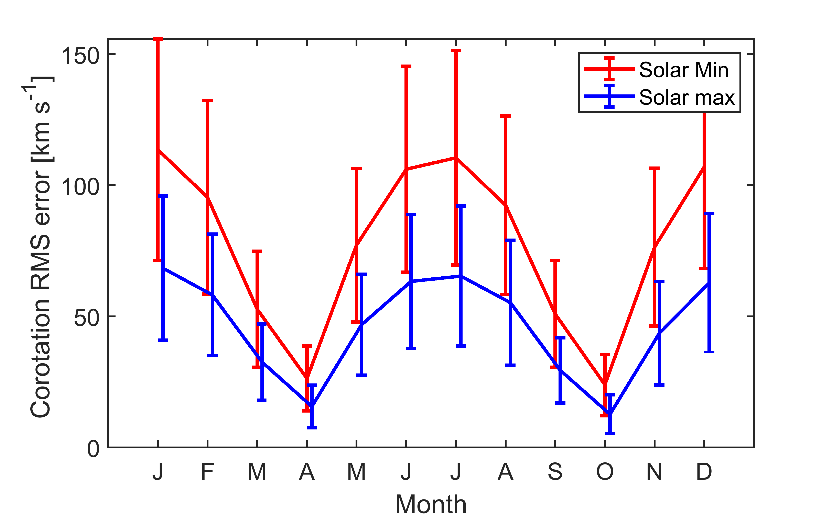 150
100
50
0
Corotation RMS error [km s-1]
Solar Min
Solar max
J F M A M J J A S O N D
Month